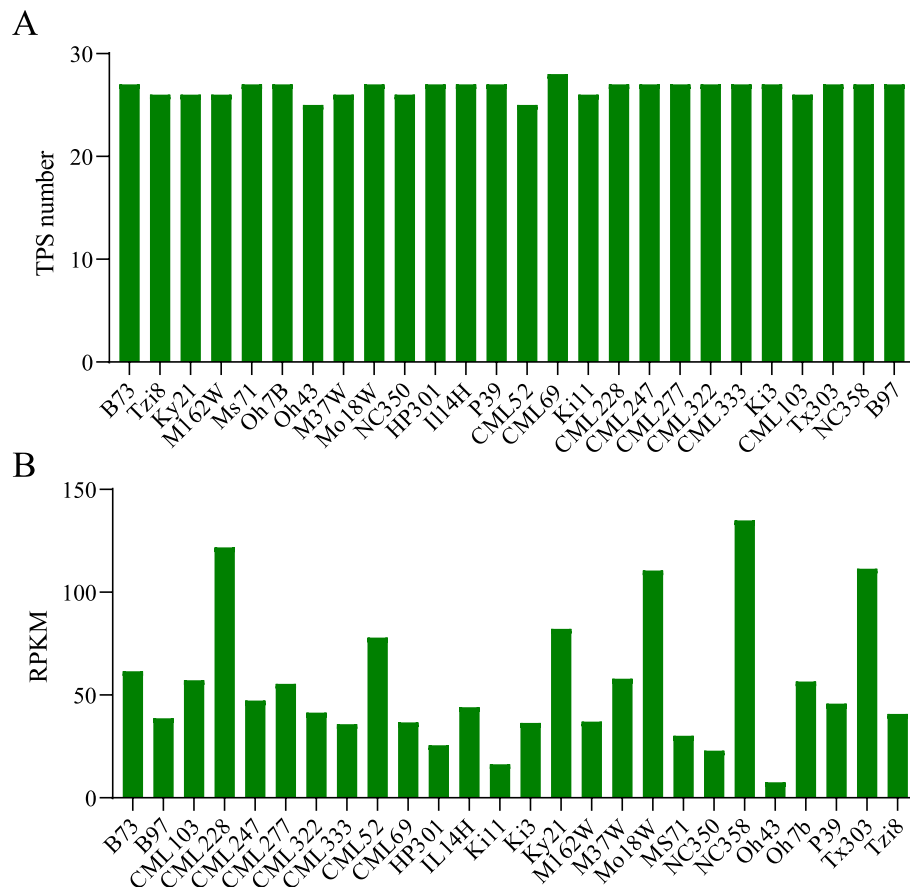 A
30
20
10
0
TPS number
B73
Tzi8
Ky21
M162W
Ms71
Oh7B
Oh43
M37W
Mo18W
NC350
HP301
Il14H
P39
CML52
CML69
Ki11
CML228
CML247
CML277
CML322
CML333
Ki3
CML103
Tx303
NC358
B97
B
150
100
50
0
RPKM
B73
B97
CML103
CML228
CML247
CML277
CML322
CML333
CML52
CML69
HP301
IL14H
Ki11
Ki3
Ky21
M162W
M37W
Mo18W
MS71
NC350
NC358
Oh43
Oh7b
P39
Tx303
Tzi8